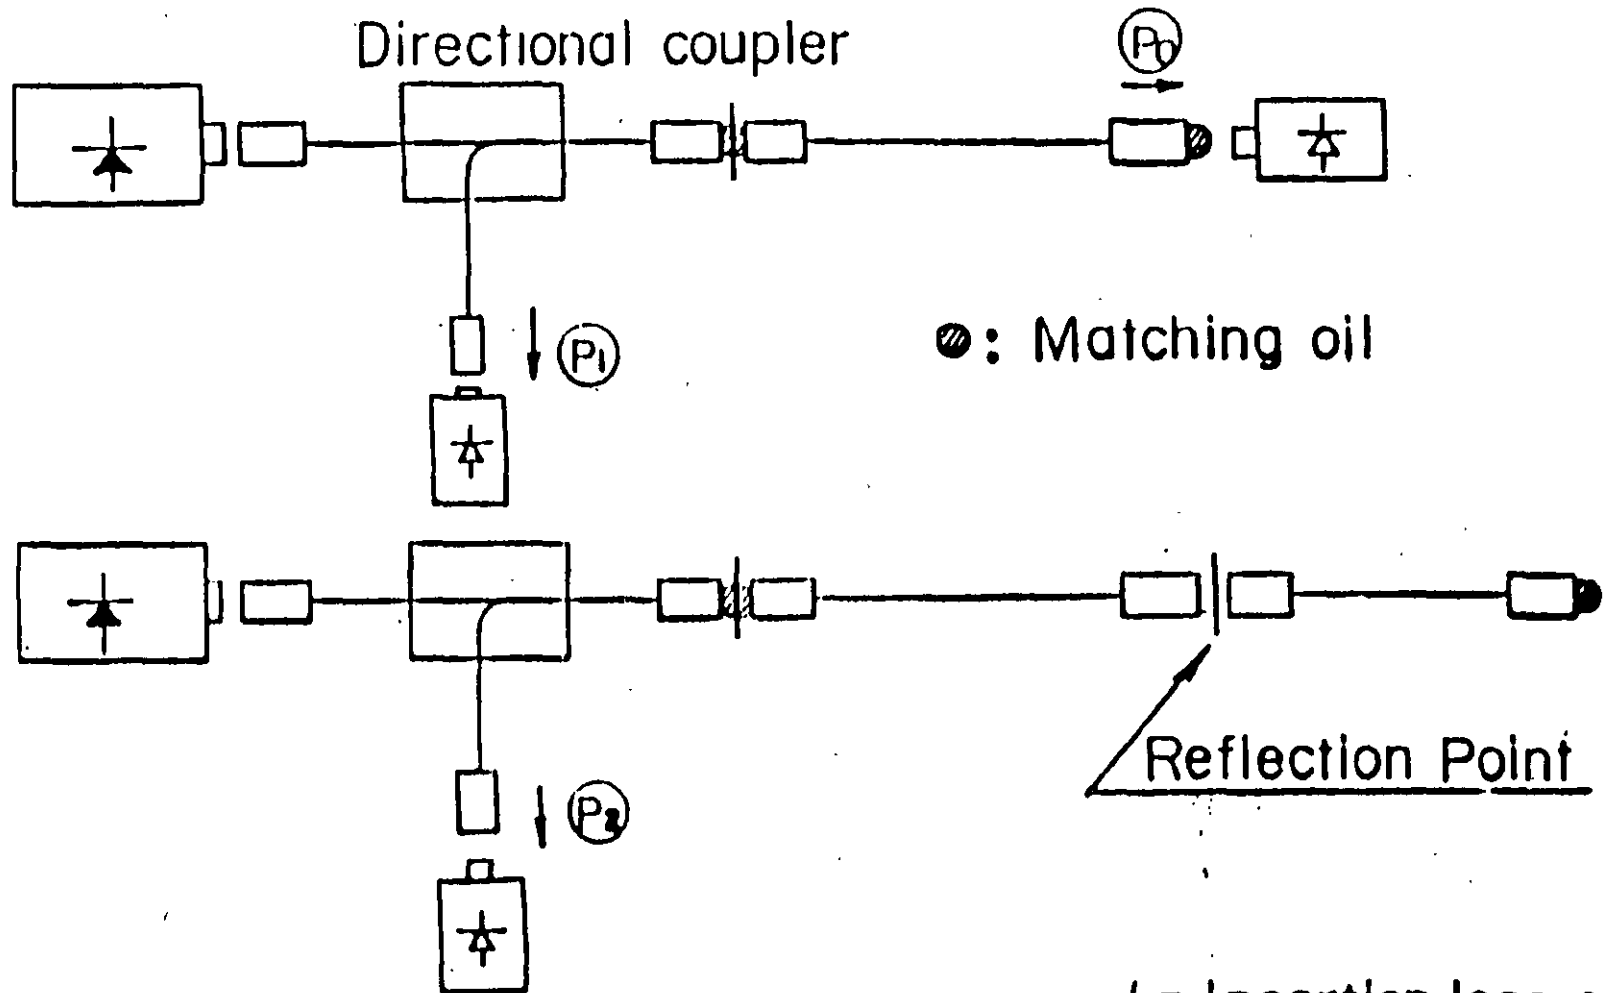 Directional coupler
P0
P1
: Matching oil
Reflection Point
P2